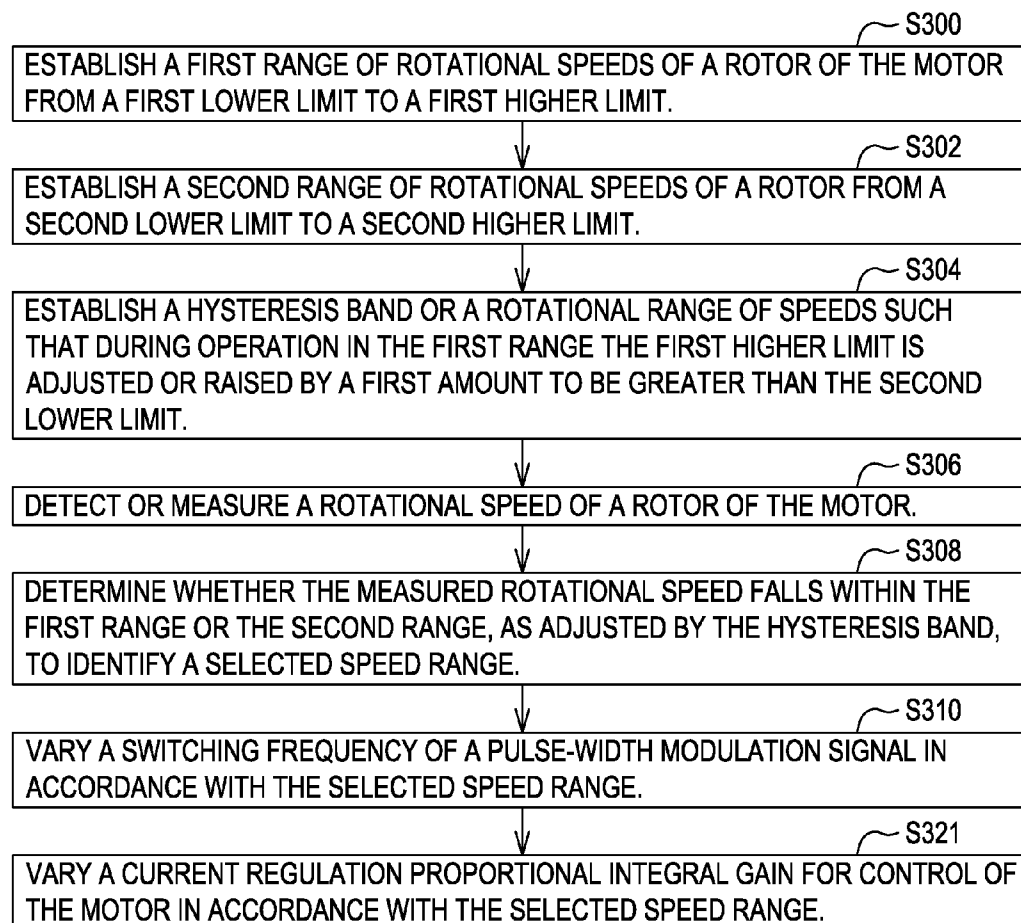 S300
ESTABLISH A FIRST RANGE OF ROTATIONAL SPEEDS OF A ROTOR OF THE MOTOR
FROM A FIRST LOWER LIMIT TO A FIRST HIGHER LIMIT.
S302
ESTABLISH A SECOND RANGE OF ROTATIONAL SPEEDS OF A ROTOR FROM A
SECOND LOWER LIMIT TO A SECOND HIGHER LIMIT.
S304
ESTABLISH A HYSTERESIS BAND OR A ROTATIONAL RANGE OF SPEEDS SUCH
THAT DURING OPERATION IN THE FIRST RANGE THE FIRST HIGHER LIMIT IS
ADJUSTED OR RAISED BY A FIRST AMOUNT TO BE GREATER THAN THE SECOND
LOWER LIMIT.
S306
DETECT OR MEASURE A ROTATIONAL SPEED OF A ROTOR OF THE MOTOR.
S308
DETERMINE WHETHER THE MEASURED ROTATIONAL SPEED FALLS WITHIN THE
FIRST RANGE OR THE SECOND RANGE, AS ADJUSTED BY THE HYSTERESIS BAND,
TO IDENTIFY A SELECTED SPEED RANGE.
S310
VARY A SWITCHING FREQUENCY OF A PULSE-WIDTH MODULATION SIGNAL IN
ACCORDANCE WITH THE SELECTED SPEED RANGE.
S321
VARY A CURRENT REGULATION PROPORTIONAL INTEGRAL GAIN FOR CONTROL OF
THE MOTOR IN ACCORDANCE WITH THE SELECTED SPEED RANGE.